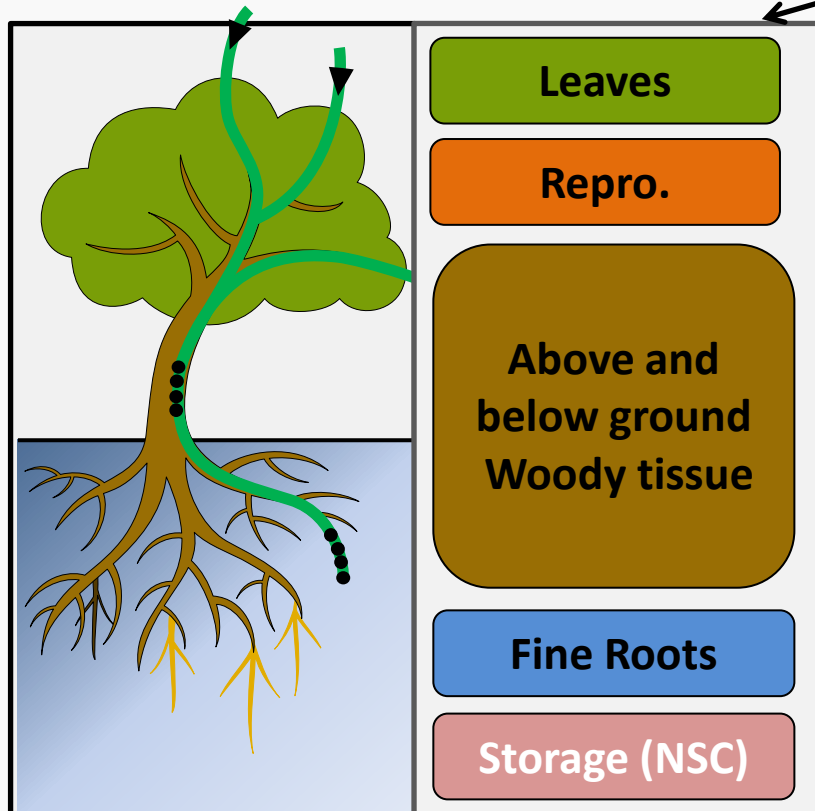 Leaves
Repro.
Above and
below ground
Woody tissue
Fine Roots
Storage (NSC)